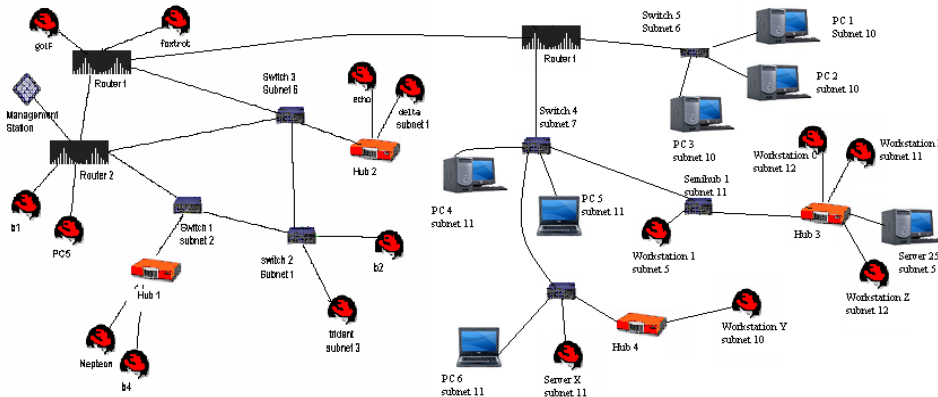 golf
foxtrot
Router 1
Management
Station
Router 2
b1
PC5
Switch 3
Subnet 6
echo
delta
subnet 1
Hub 2
Switch 1
subnet 2
Hub 1
Nepteon
b4
switch 2
Subnet 1
b2
trident
subnet 3
Router1
Switch 5
Subnet 6
PC 1
Subnet 10
PC 2
subnet 10
PC 3
subnet 10
Switch 4
subnet 7
PC 4
subnet 11
PC 5
subnet 11
Semihub 1
subnet 11
Workstation 1
subnet 5
Workstation C
subnet 12
Workstation
subnet 11
Hub 3
Server 25
subnet 5
Workstation Z
subnet 12
PC 6
subnet 11
Server X
subnet 11
Hub 4
Workstation Y
subnet 10